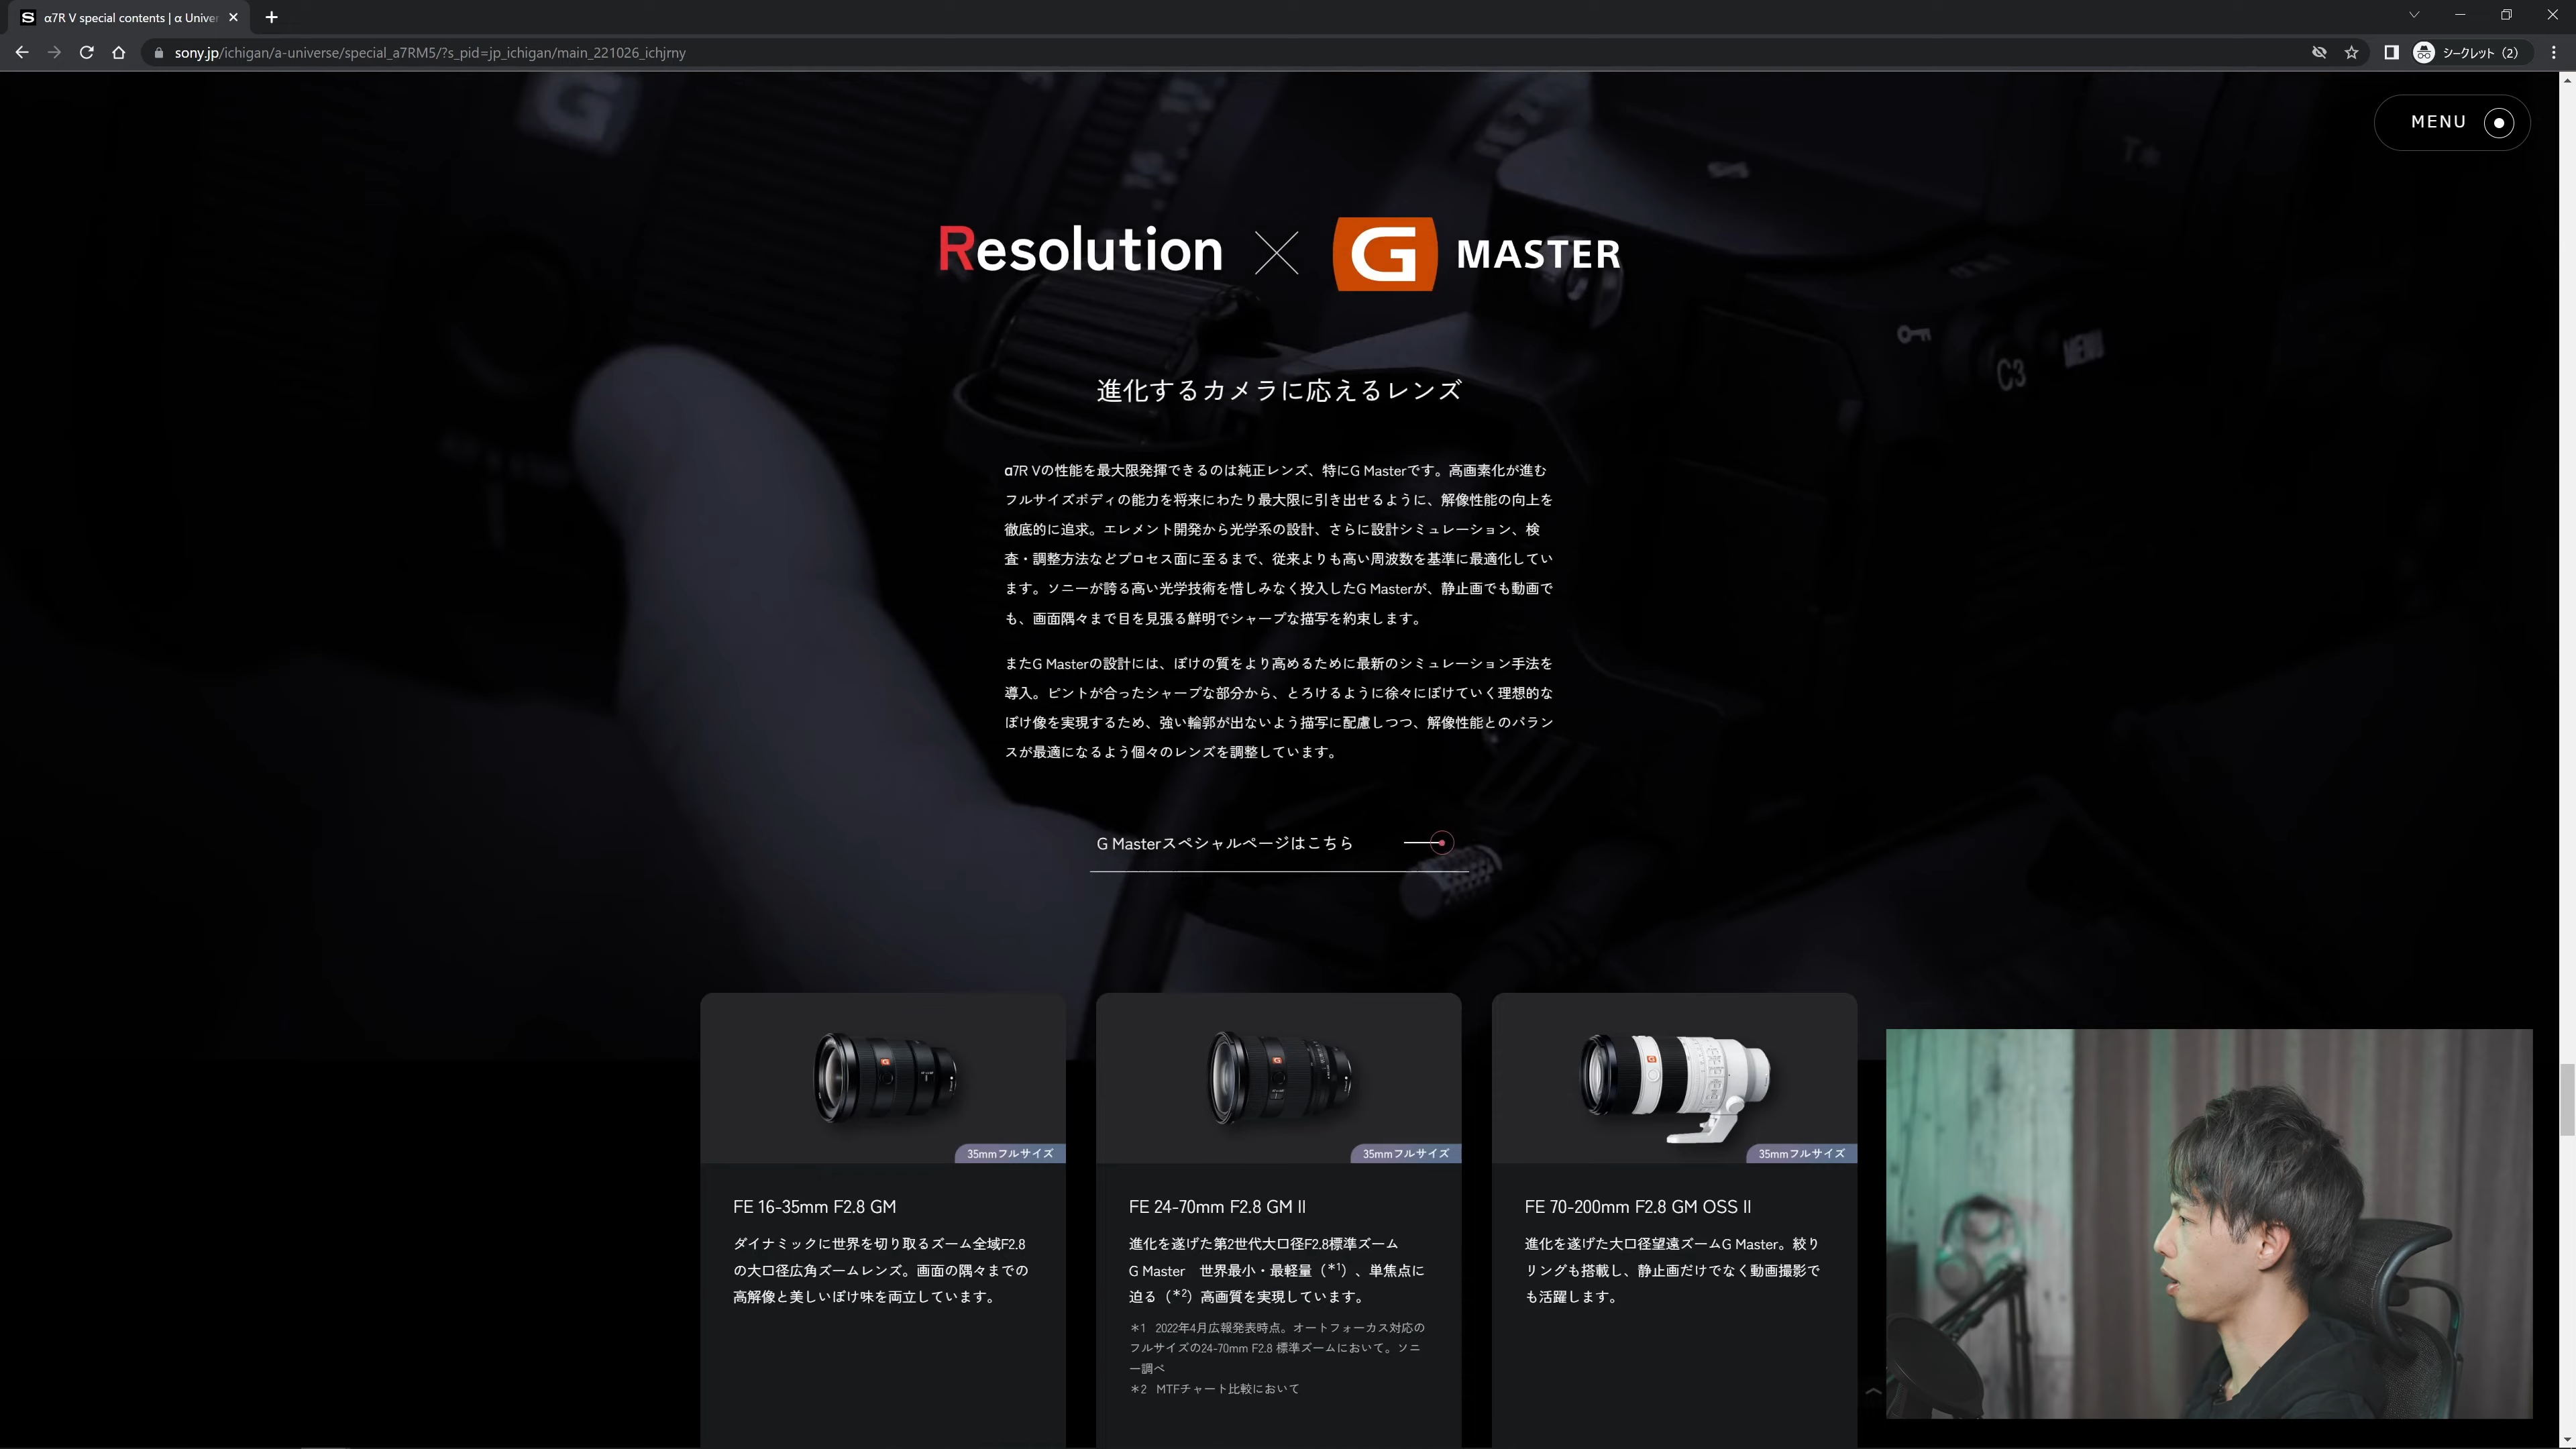 α7R V special contents | α Univer
sony.jp/ichigan/a-universe/special_a7RM5/?s_pid=jp_ichigan/main_221026_ichjrny
シークレット (2)
MENU
Resolution × G MASTER
MENU
C3
進化するカメラに応えるレンズ
α7R Vの性能を最大限発揮できるのは純正レンズ、特にG Masterです。高画素化が進む
フルサイズボディの能力を将来にわたり最大限に引き出せるように、解像性能の向上を
徹底的に追求。エレメント開発から光学系の設計、さらに設計シミュレーション、検
査・調整方法などプロセス面に至るまで、従来よりも高い周波数を基準に最適化してい
ます。ソニーが誇る高い光学技術を惜しみなく投入したG Masterが、静止画でも動画で
も、画面隅々まで目を見張る鮮明でシャープな描写を約束します。
またG Masterの設計には、ぼけの質をより高めるために最新のシミュレーション手法を
導入。ピントが合ったシャープな部分から、とろけるように徐々にぼけていく理想的な
ぼけ像を実現するため、強い輪郭が出ないよう描写に配慮しつつ、解像性能とのバラン
スが最適になるよう個々のレンズを調整しています。
G Masterスペシャルページはこちら
35mmフルサイズ
FE 16-35mm F2.8 GM
ダイナミックに世界を切り取るズーム全域F2.8
の大口径広角ズームレンズ。画面の隅々までの
高解像と美しいぼけ味を両立しています。
35mmフルサイズ
FE 24-70mm F2.8 GM II
進化を遂げた第2世代大口径F2.8標準ズーム
G Master　世界最小・最軽量（*1）、単焦点に
迫る（*2）高画質を実現しています。
＊1 2022年4月広報発表時点。オートフォーカス対応の
フルサイズの24-70mm F2.8 標準ズームにおいて。ソニ
ー調べ
＊2 MTFチャート比較において
35mmフルサイズ
FE 70-200mm F2.8 GM OSS II
進化を遂げた大口径望遠ズームG Master。絞り
リングも搭載し、静止画だけでなく動画撮影で
も活躍します。